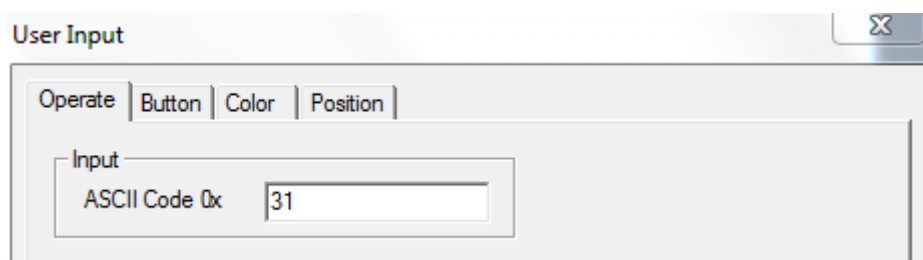 User Input
Operate Button Color Position
Input
ASCII Code 0x 31